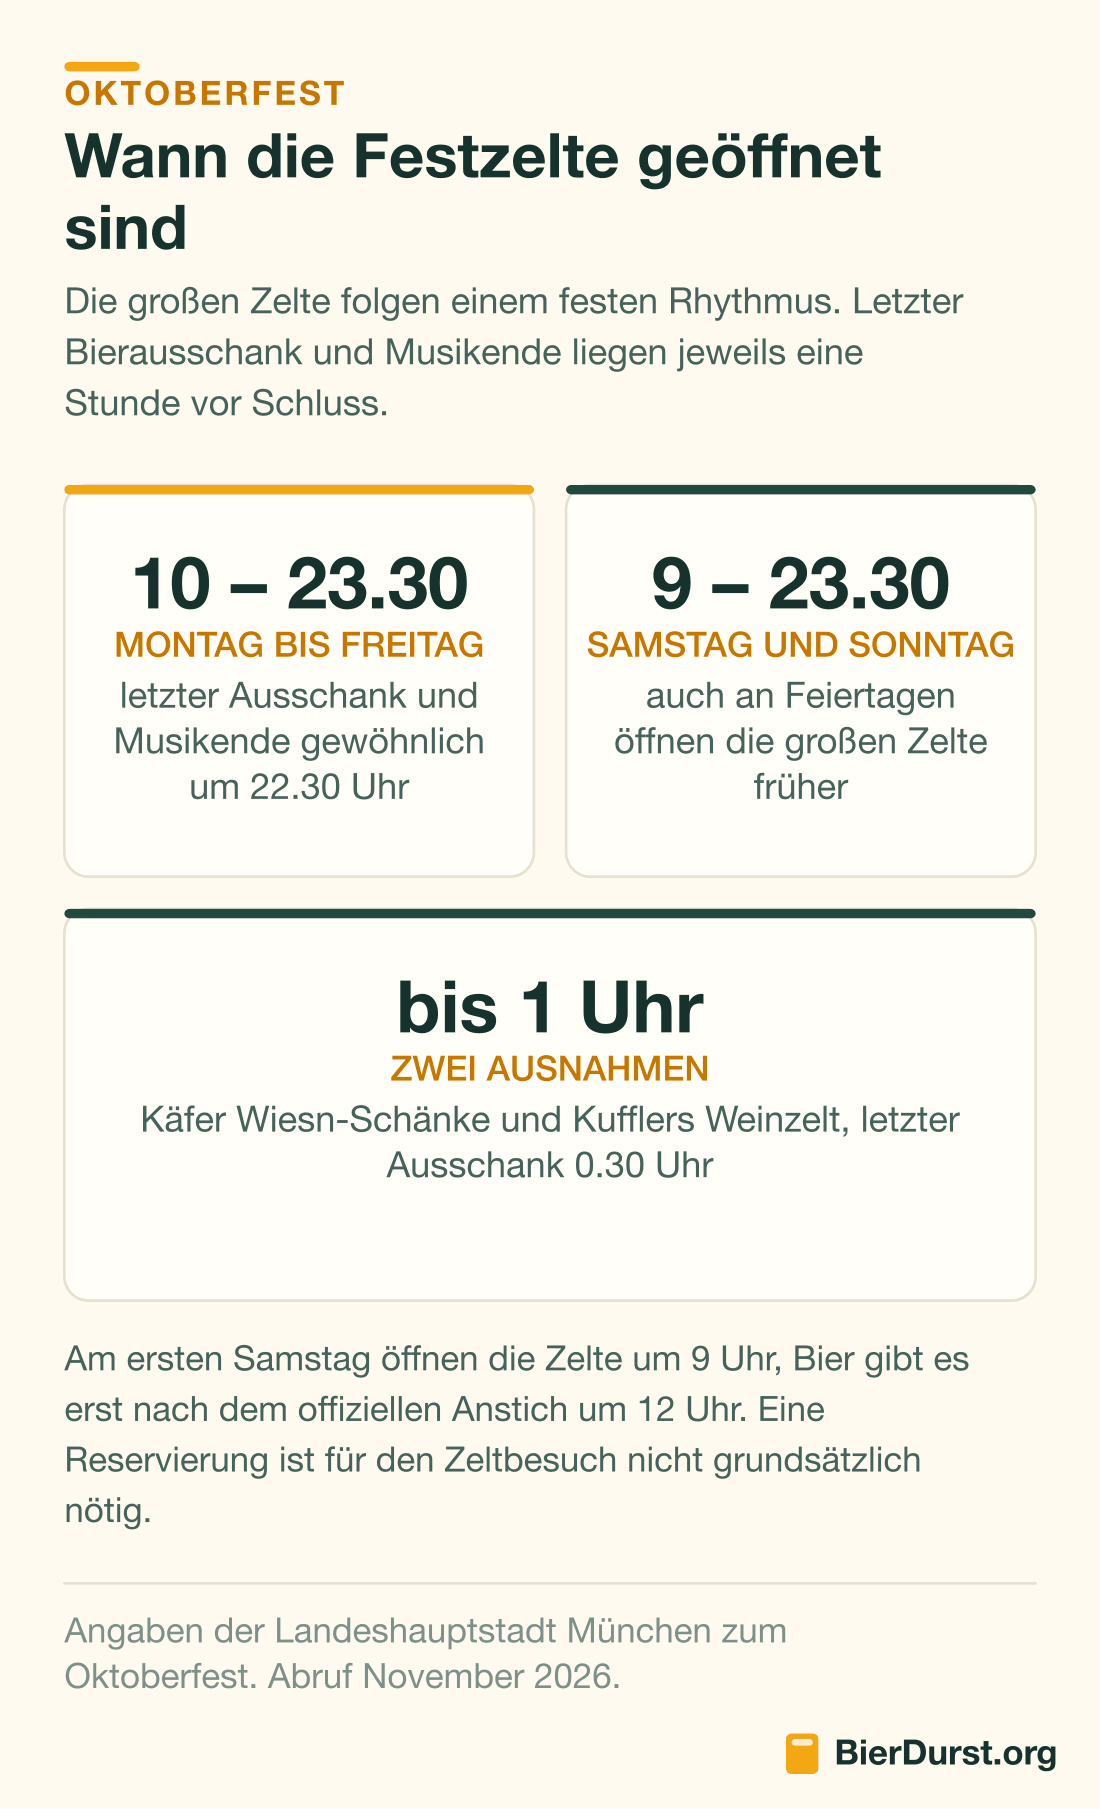 OKTOBERFEST
Wann die Festzelte geöffnet
sind
Die großen Zelte folgen einem festen Rhythmus. Letzter
Bierausschank und Musikende liegen jeweils eine
Stunde vor Schluss.
10 – 23.30
MONTAG BIS FREITAG
letzter Ausschank und
Musikende gewöhnlich
um 22.30 Uhr
9 – 23.30
SAMSTAG UND SONNTAG
auch an Feiertagen
öffnen die großen Zelte
früher
bis 1 Uhr
ZWEI AUSNAHMEN
Käfer Wiesn-Schänke und Kufflers Weinzelt, letzter
Ausschank 0.30 Uhr
Am ersten Samstag öffnen die Zelte um 9 Uhr, Bier gibt es
erst nach dem offiziellen Anstich um 12 Uhr. Eine
Reservierung ist für den Zeltbesuch nicht grundsätzlich
nötig.
Angaben der Landeshauptstadt München zum
Oktoberfest. Abruf November 2026.
BierDurst.org